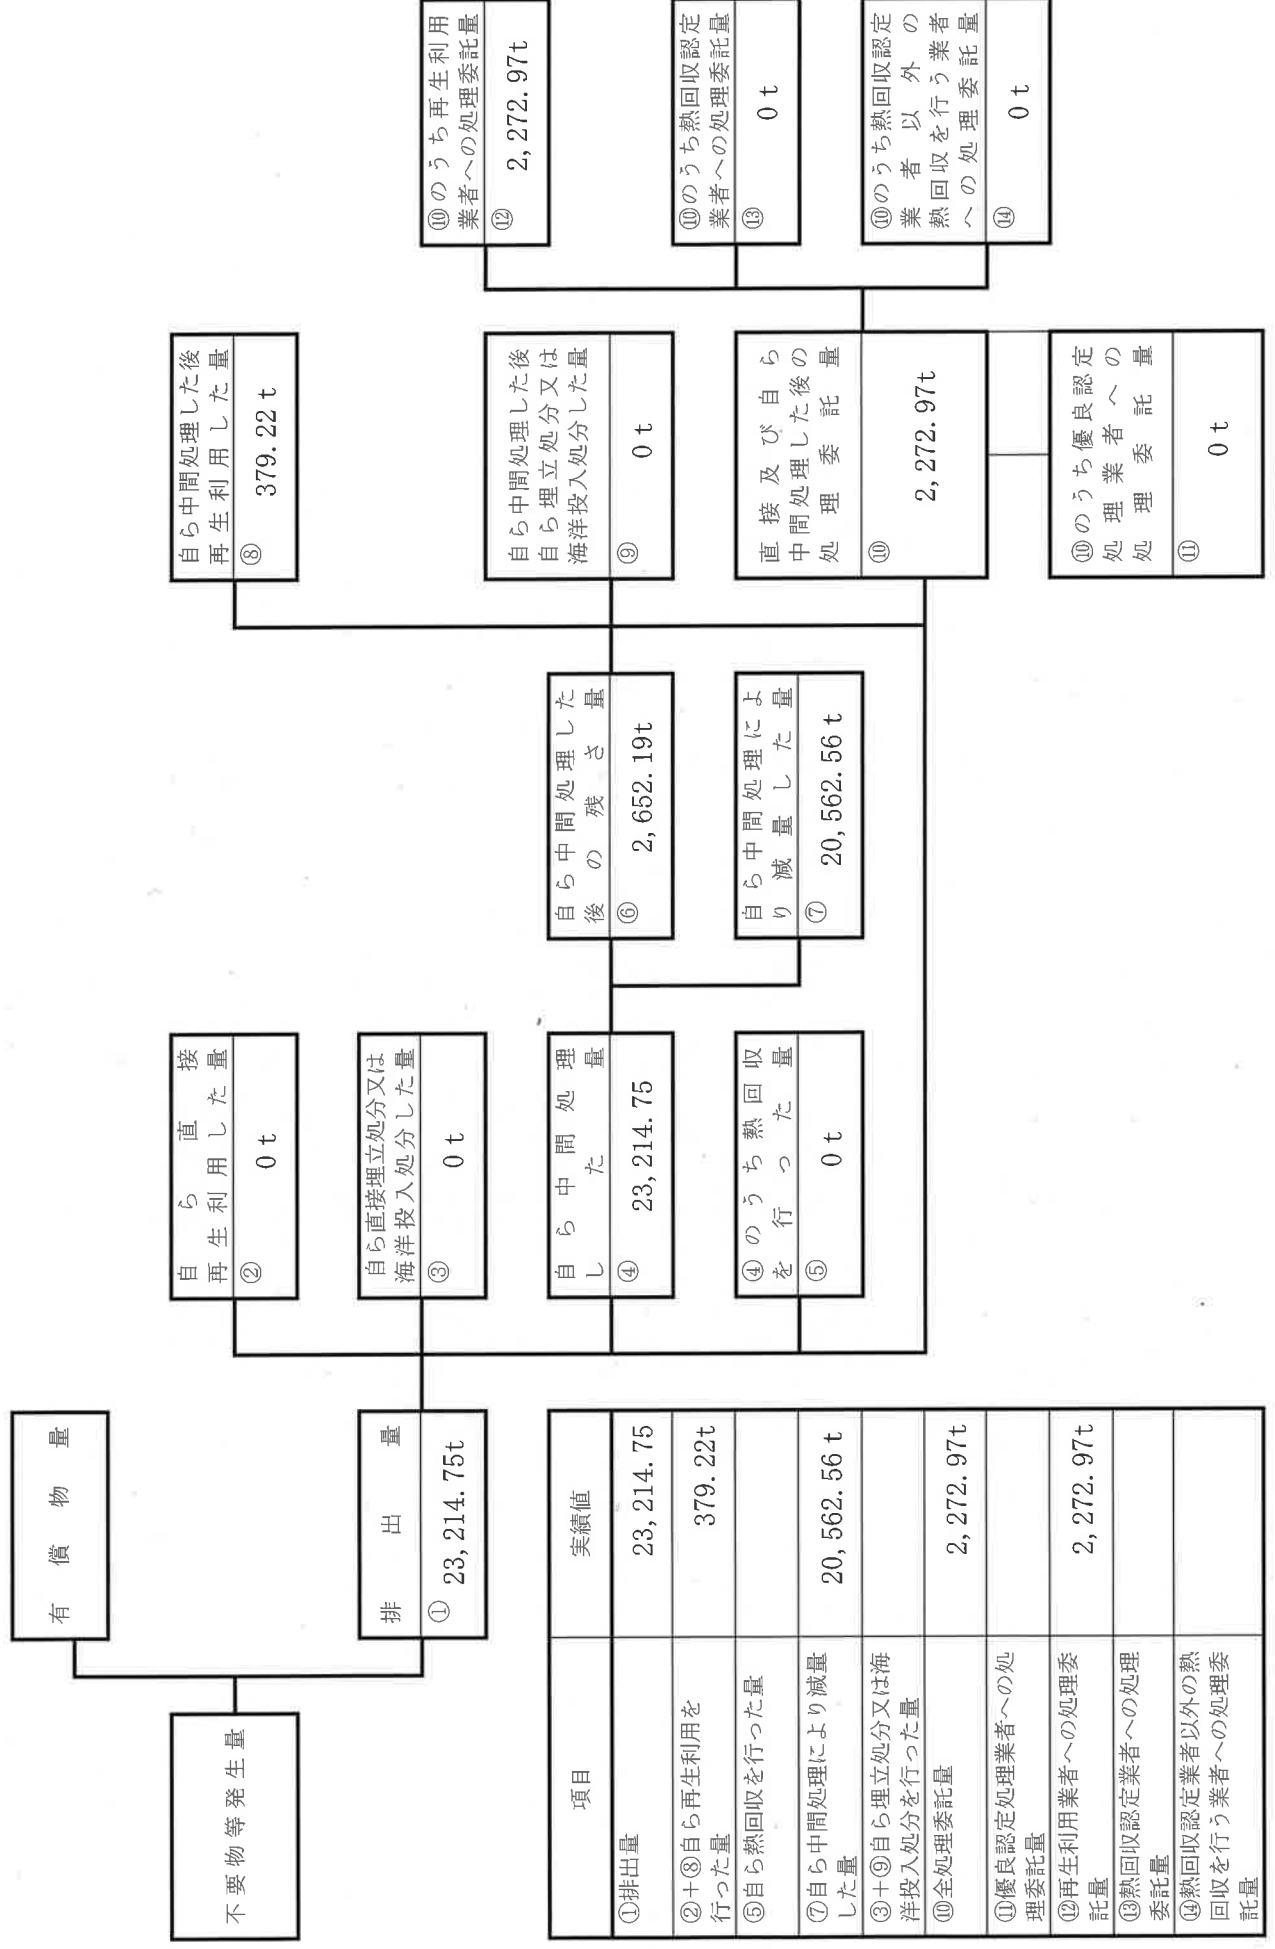 有償物量
不要物等発生量
排出量
① 23,214.75t
自ら直接
再生利用した量
②
0 t
自ら直接埋立処分又は
海洋投入処分した量
③
0 t
自ら中間処理
した量
④
23,214.75
④のうち熱回収
を行った量
⑤
0 t
自ら中間処理した
後の残さ量
⑥
2,652.19t
自ら中間処理によ
り減量した量
⑦
20,562.56 t
自ら中間処理した後
再生利用した量
⑧
379.22 t
自ら中間処理した後
自ら埋立処分又は
海洋投入処分した量
⑨
0 t
直接及び自ら
中間処理した後の
処理委託量
⑩
2,272.97t
⑩のうち優良認定
処理業者への
処理委託量
⑪
0 t
⑩のうち再生利用
業者への処理委託量
⑫
2,272.97t
⑩のうち熱回収認定
業者への処理委託量
⑬
0 t
⑩のうち熱回収認定
業者以外の
熱回収を行う業者
への処理委託量
⑭
0 t
項目 実績値
①排出量 23,214.75
②+⑧自ら再生利用を
行った量 379.22t
⑤自ら熱回収を行った量
⑦自ら中間処理により減量
した量 20,562.56 t
③+⑨自ら埋立処分又は海
洋投入処分を行った量
⑩全処理委託量 2,272.97t
⑪優良認定処理業者への処
理委託量
⑫再生利用業者への処理委
託量 2,272.97t
⑬熱回収認定業者への処理
委託量
⑭熱回収認定業者以外の熱
回収を行う業者への処理委
託量